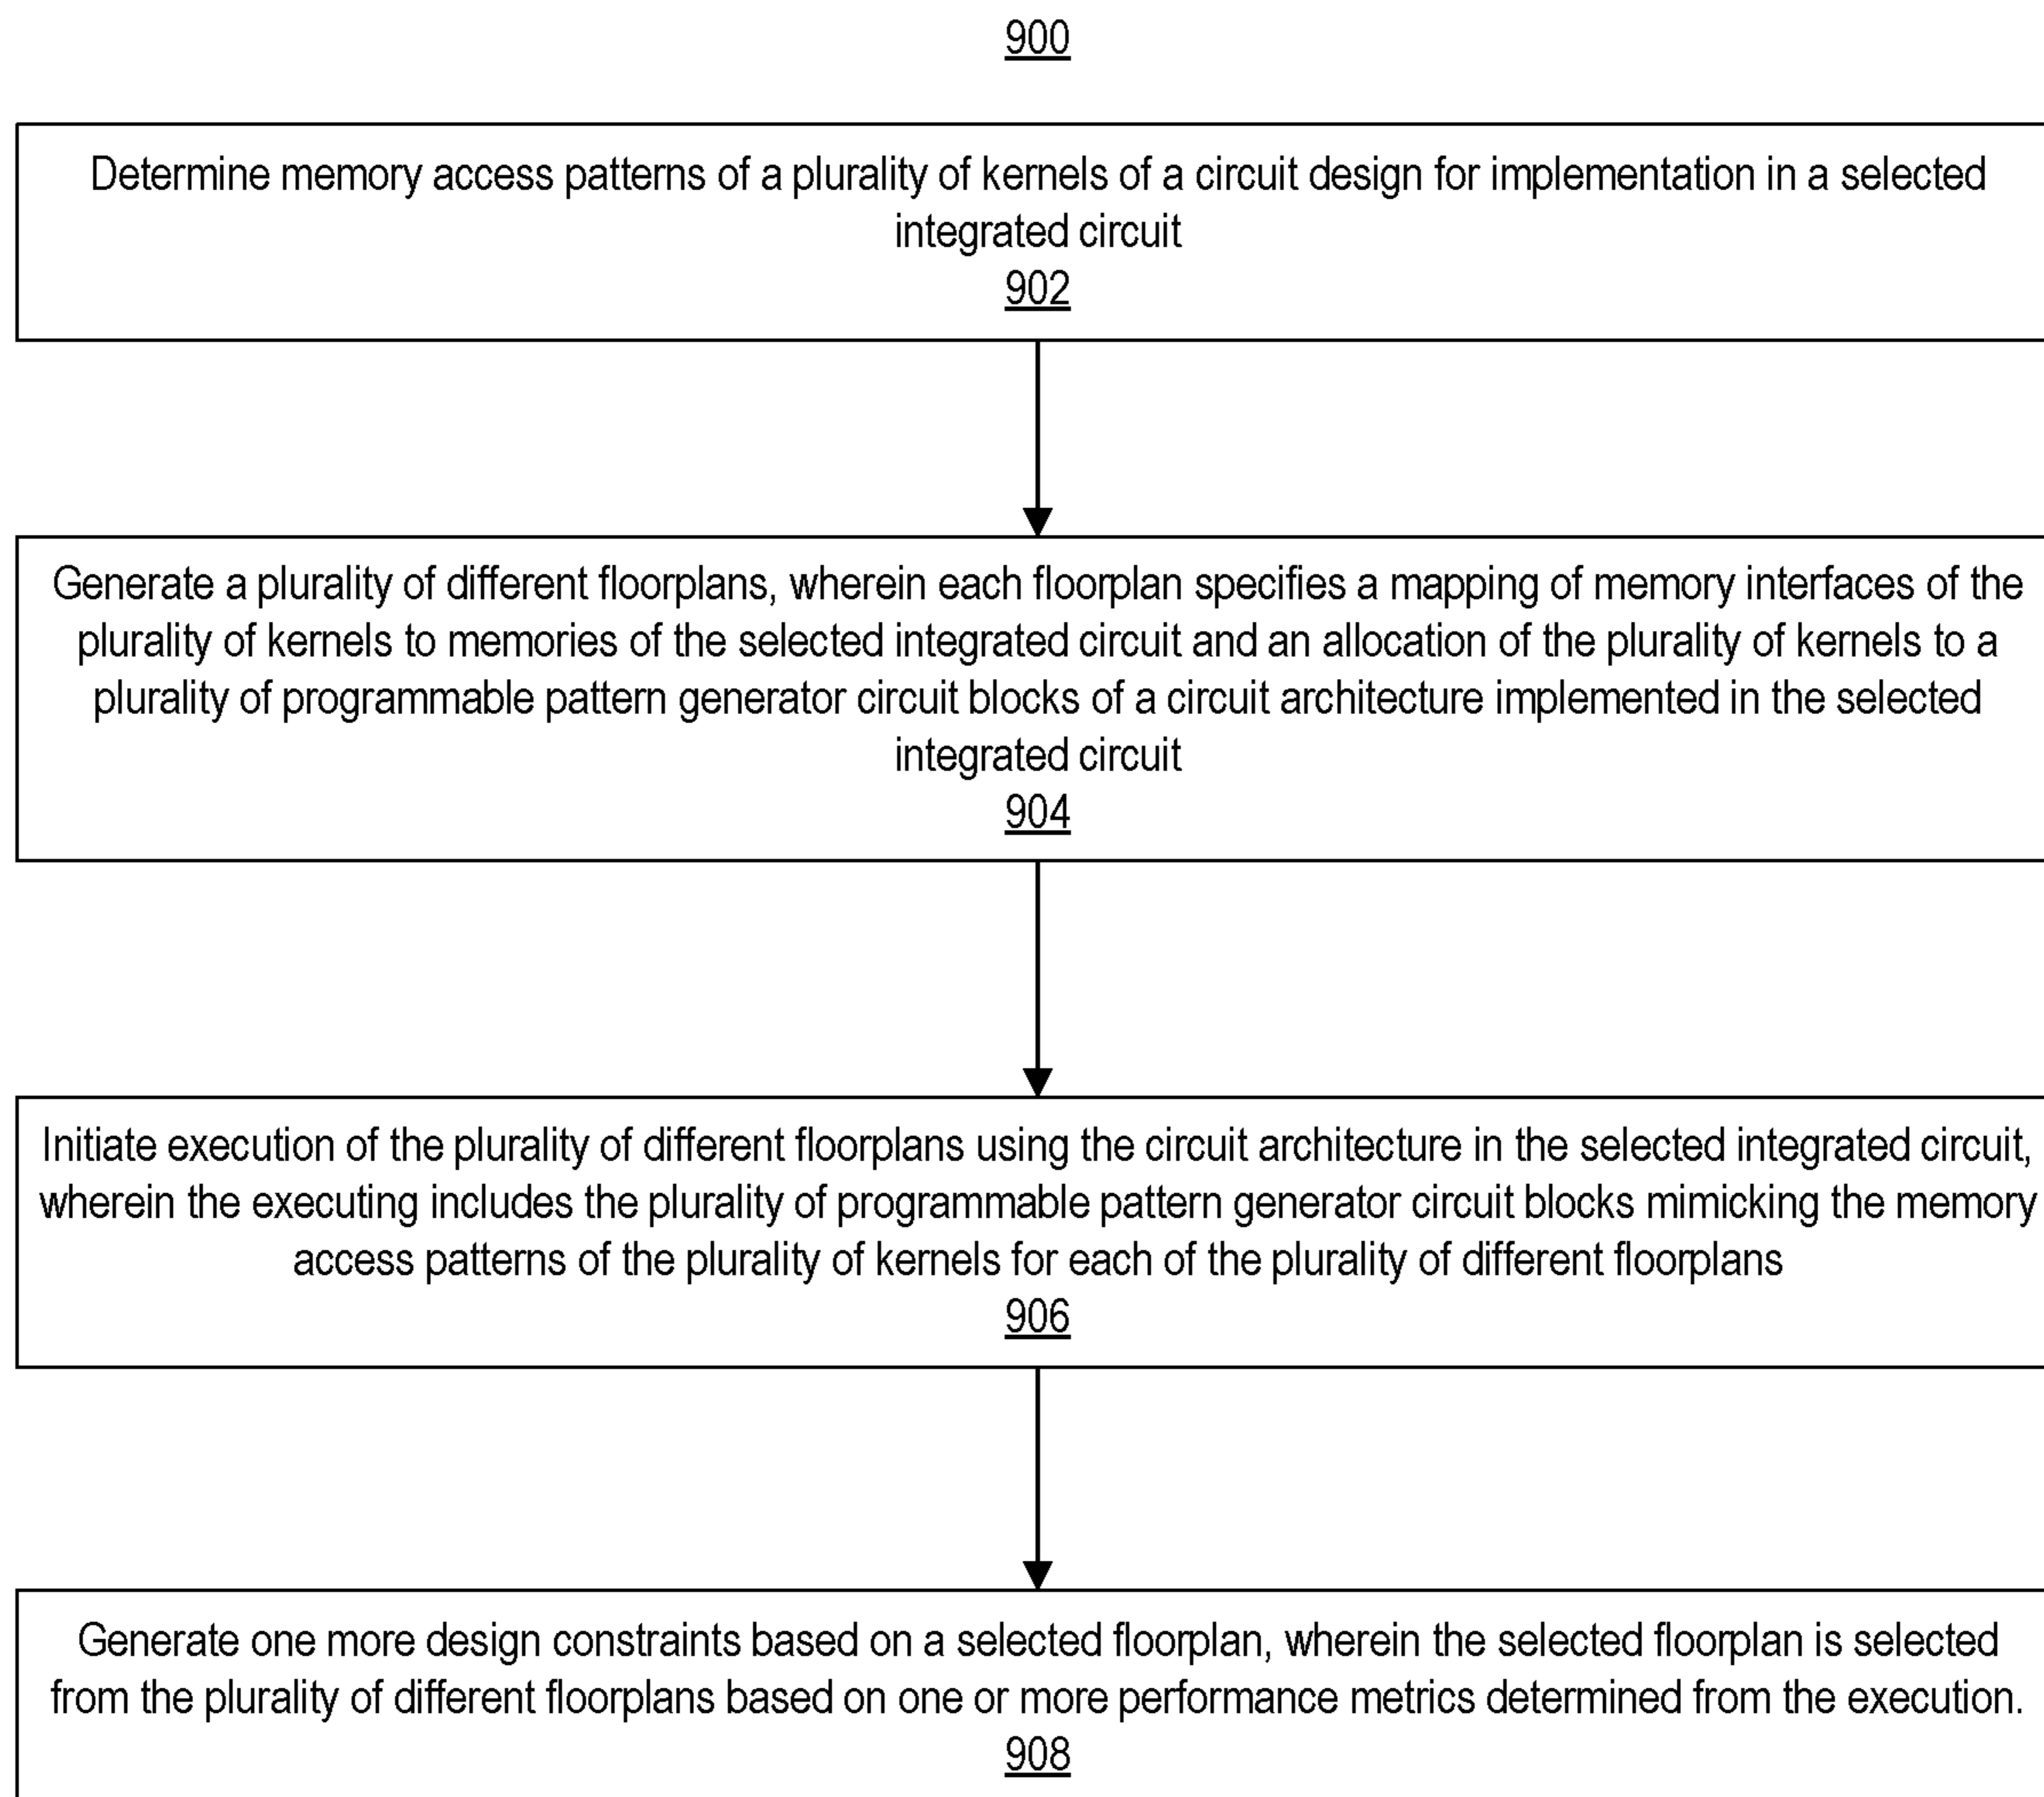 900
Determine memory access patterns of a plurality of kernels of a circuit design for implementation in a selected
integrated circuit
902
Generate a plurality of different floorplans, wherein each floorplan specifies a mapping of memory interfaces of the
plurality of kernels to memories of the selected integrated circuit and an allocation of the plurality of kernels to a
plurality of programmable pattern generator circuit blocks of a circuit architecture implemented in the selected
integrated circuit
904
Initiate execution of the plurality of different floorplans using the circuit architecture in the selected integrated circuit,
wherein the executing includes the plurality of programmable pattern generator circuit blocks mimicking the memory
access patterns of the plurality of kernels for each of the plurality of different floorplans
906
Generate one more design constraints based on a selected floorplan, wherein the selected floorplan is selected
from the plurality of different floorplans based on one or more performance metrics determined from the execution.
908